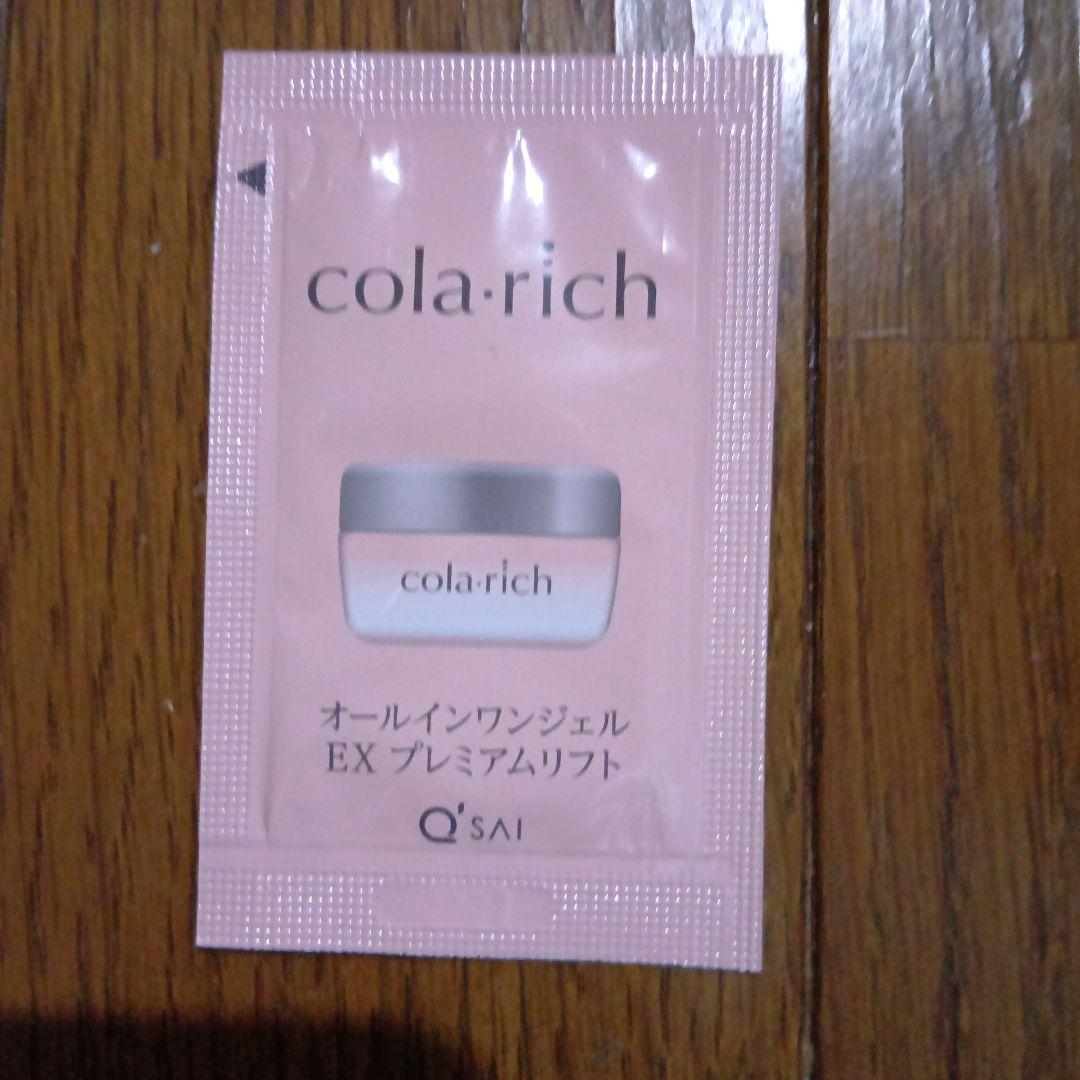 cola·rich
cola·rich
オールインワンジェル
EX プレミアムリフト
Q'SAI